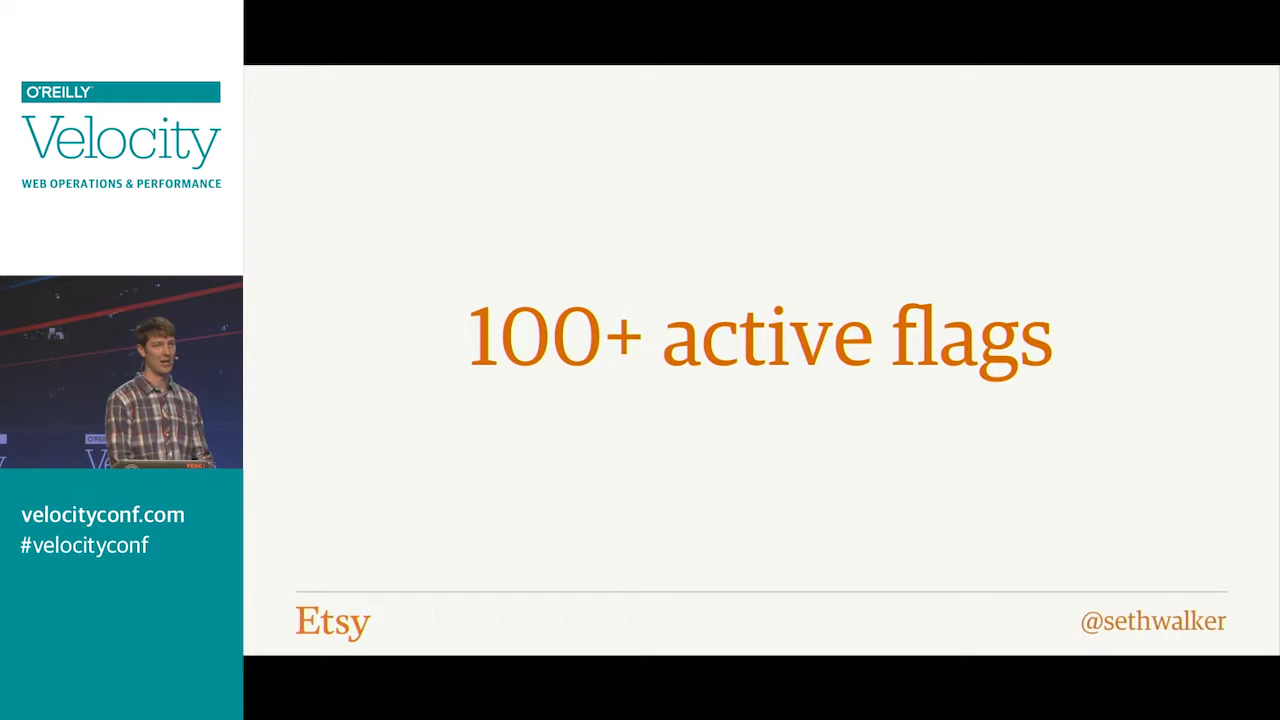 O'REILLY
Velocity
WEB OPERATIONS & PERFORMANCE
100+ active flags
velocityconf.com
#velocityconf
Etsy
@sethwalker